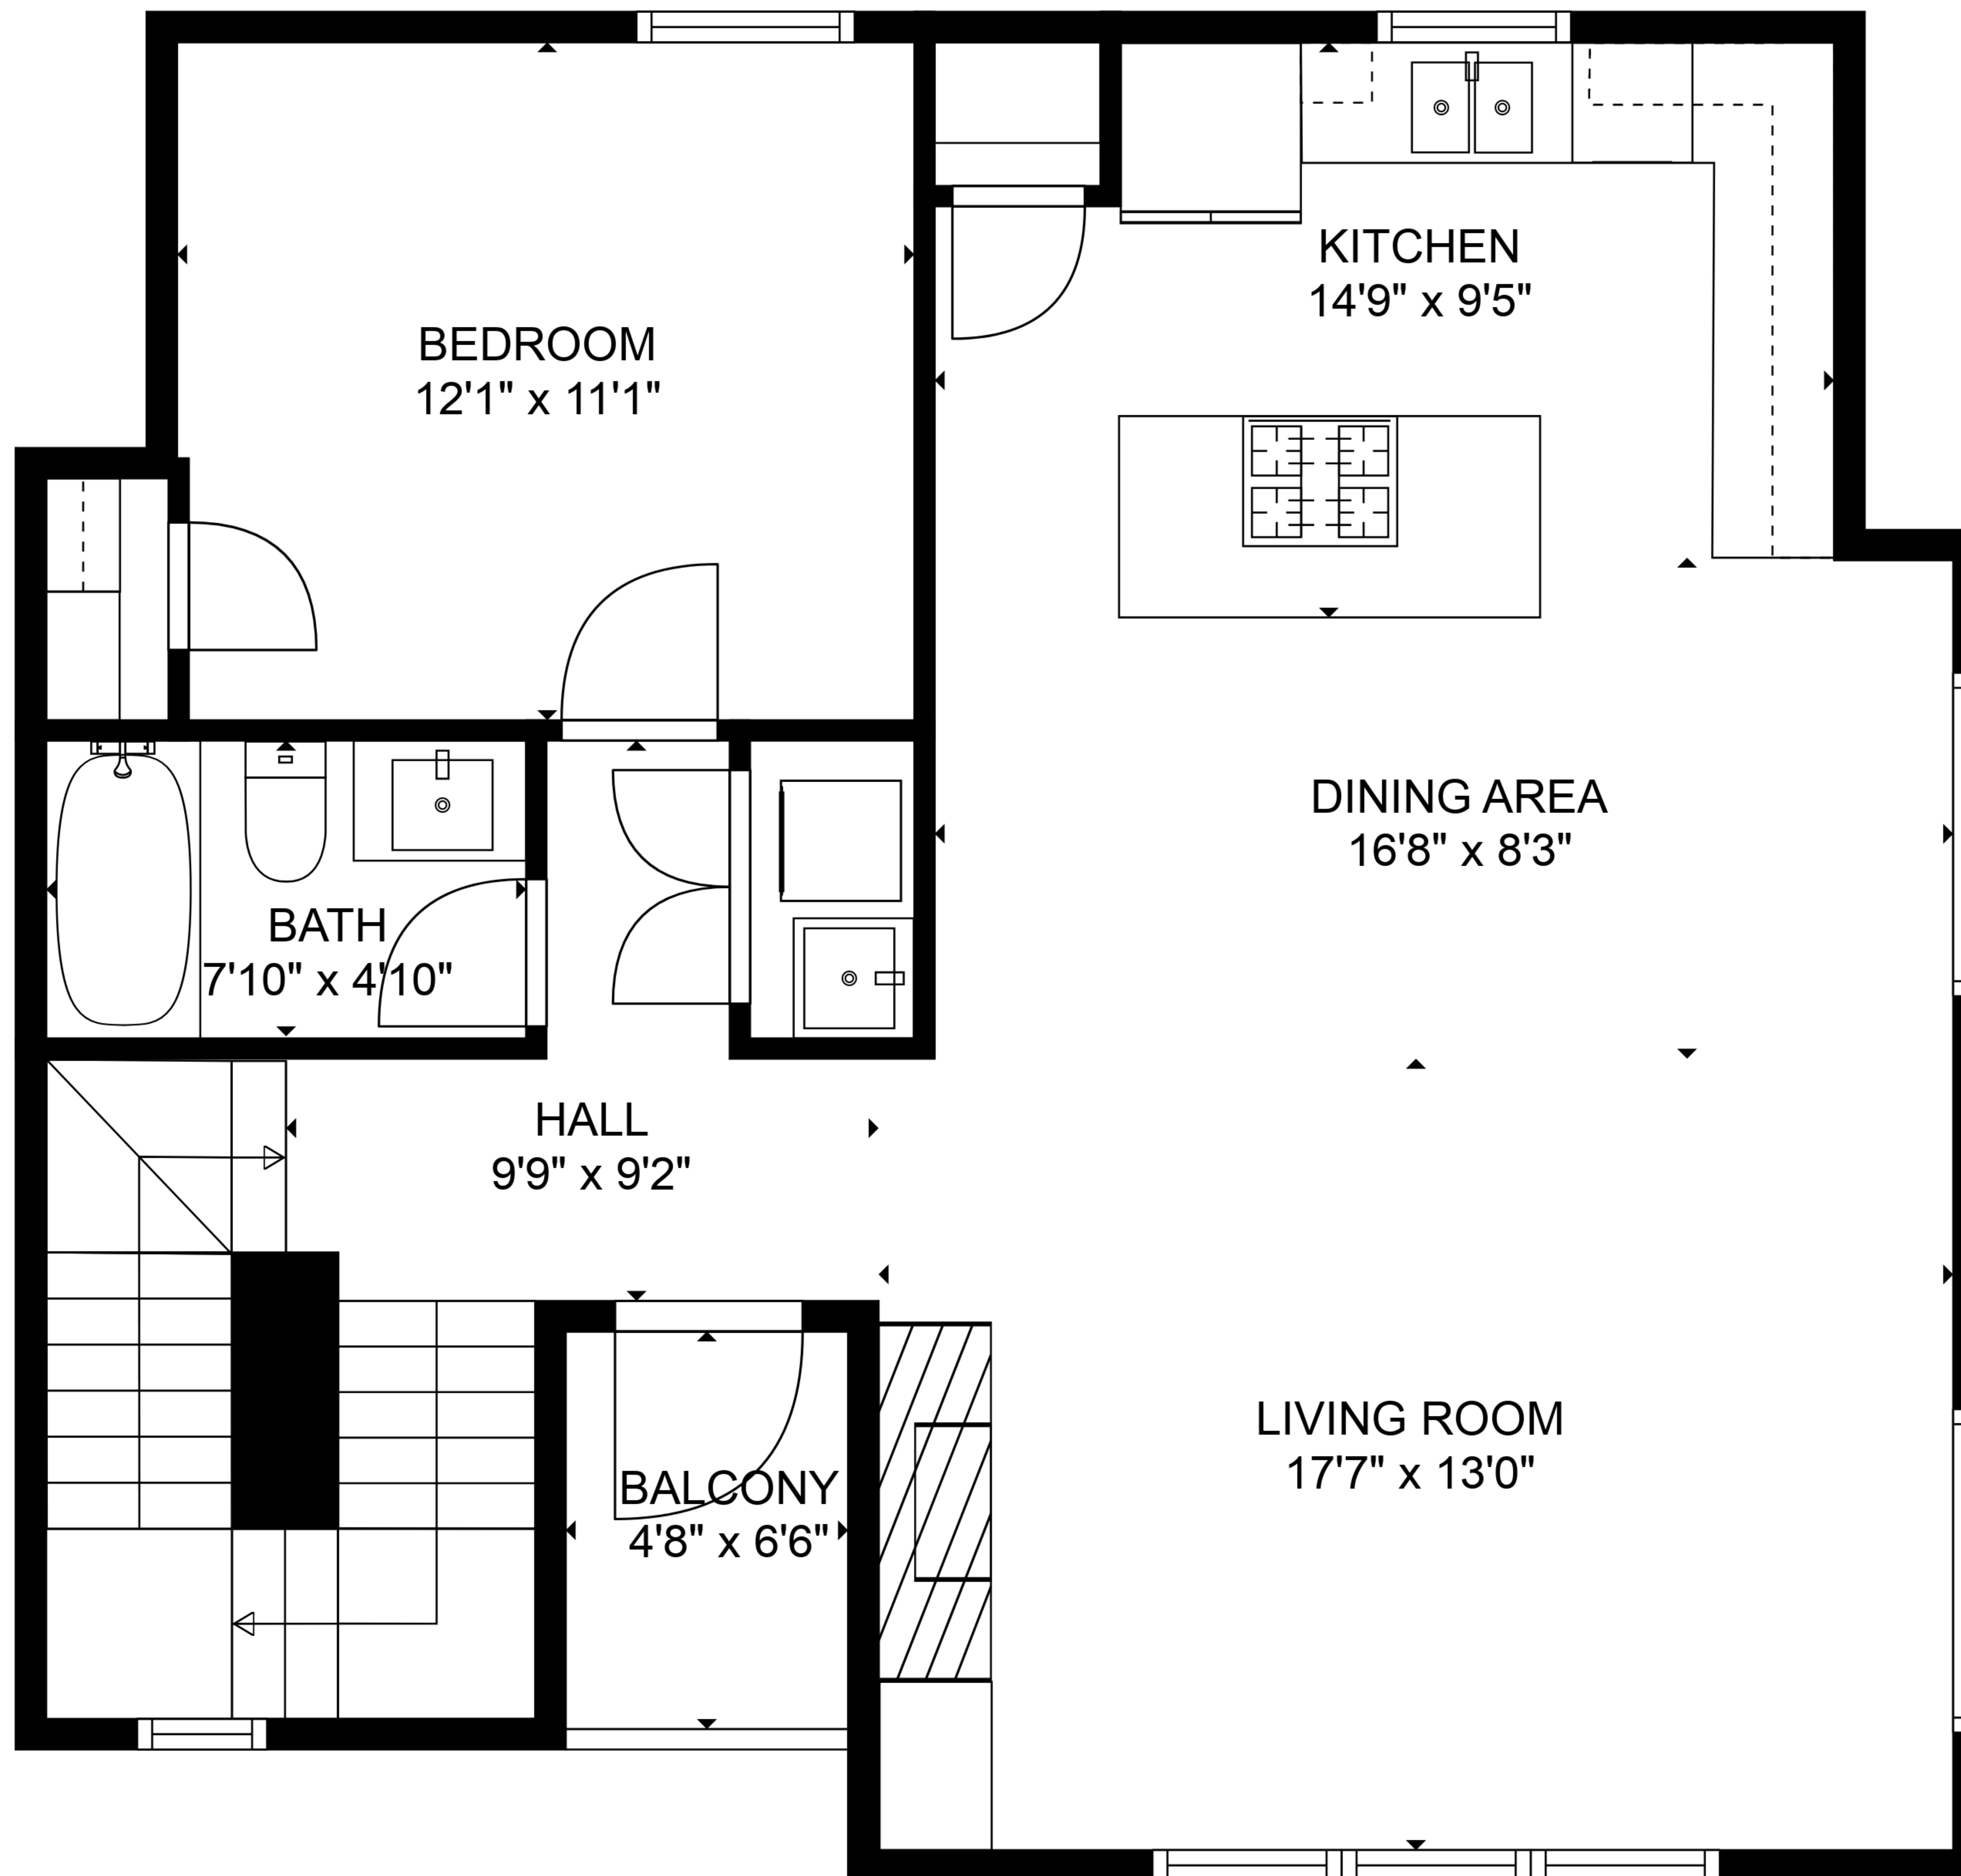 KITCHEN
14'9" x 9'5"
BEDROOM
12'1" x 11'1"
DINING AREA
16'8" x 8'3"
BATH
7'10" x 4'10"
HALL
9'9" x 9'2"
LIVING ROOM
17'7" x 13'0"
BALCONY
4'8" x 6'6"